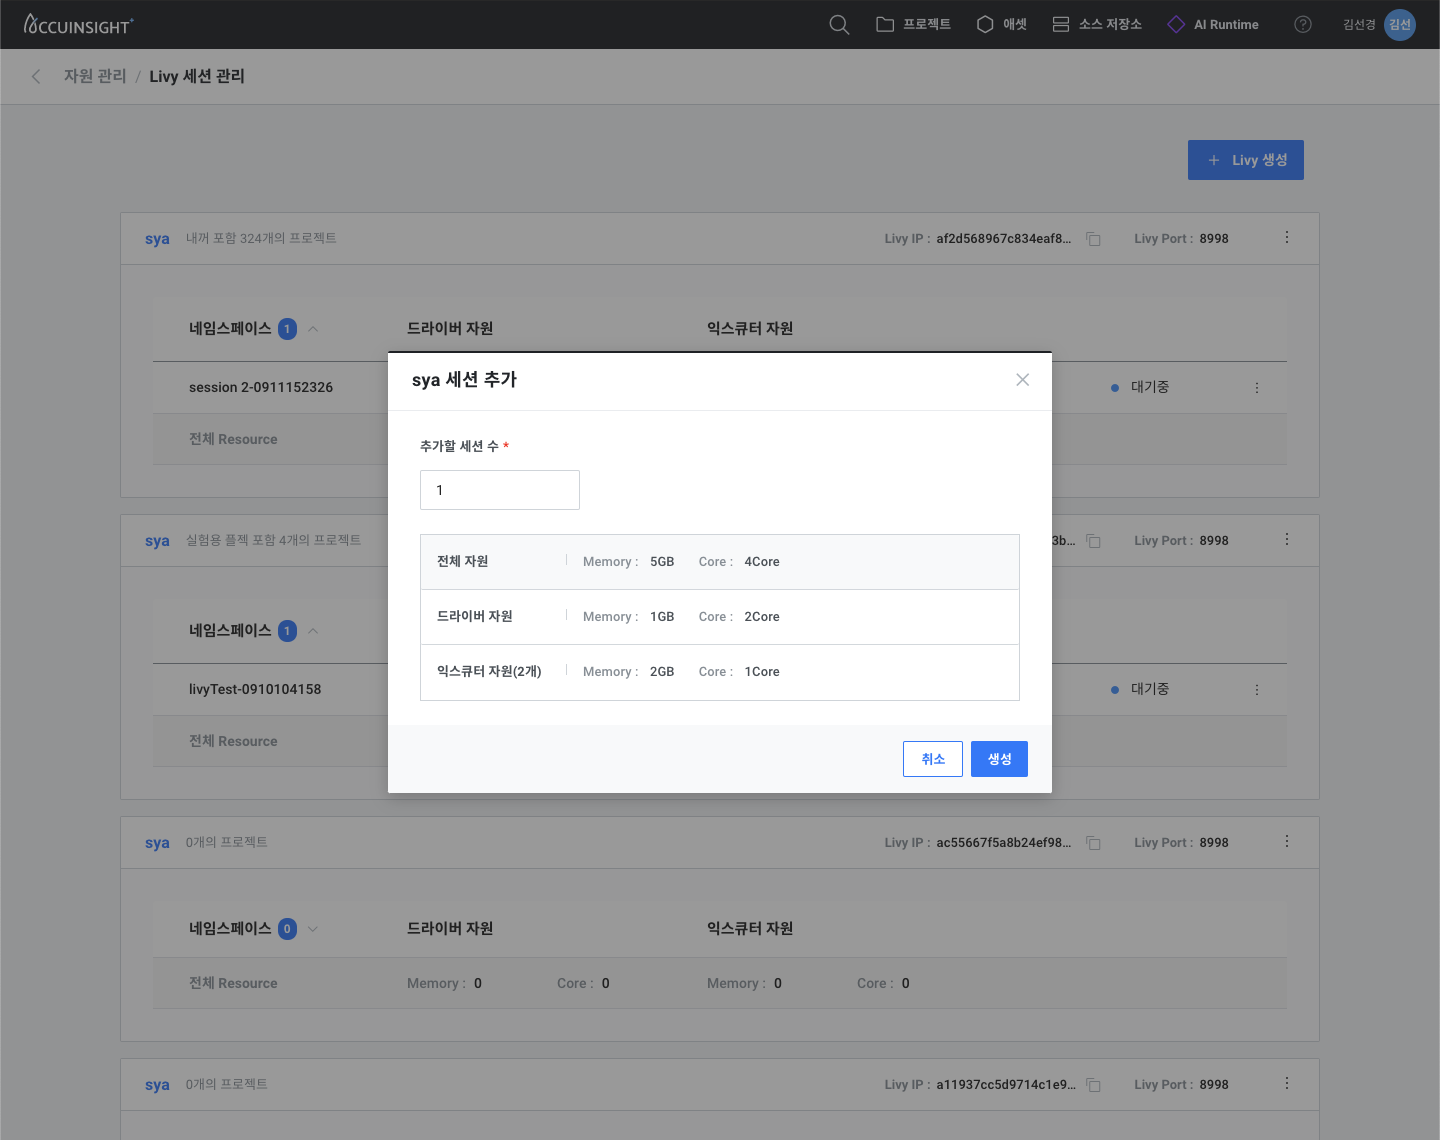 ACCUINSIGHT+
프로젝트 애셋 소스 저장소 AI Runtime ? 김선경 김선
자원 관리 / Livy 세션 관리
+ Livy 생성
sya 내꺼 포함 324개의 프로젝트 Livy IP : af2d568967c834eaf8... Livy Port : 8998
네임스페이스 1 드라이버 자원 익스큐터 자원
session 2-0911152326 대기중
전체 Resource
sya 실험용 플젝 포함 4개의 프로젝트 3b... Livy Port : 8998
네임스페이스 1
livyTest-0910104158 대기중
전체 Resource
sya 세션 추가
추가할 세션 수 *
1
전체 자원 Memory : 5GB Core : 4Core
드라이버 자원 Memory : 1GB Core : 2Core
익스큐터 자원(2개) Memory : 2GB Core : 1Core
취소 생성
sya 0개의 프로젝트 Livy IP : ac55667f5a8b24ef98... Livy Port : 8998
네임스페이스 0 드라이버 자원 익스큐터 자원
전체 Resource Memory : 0 Core : 0 Memory : 0 Core : 0
sya 0개의 프로젝트 Livy IP : a11937cc5d9714c1e9... Livy Port : 8998